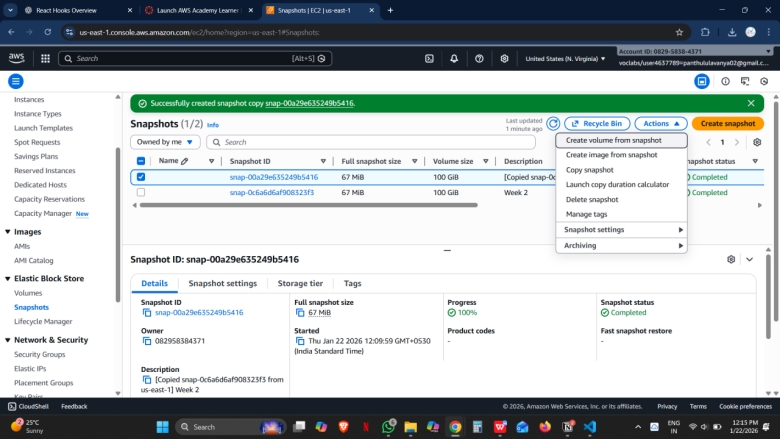 React Hooks Overview
Launch AWS Academy Learner
Snapshots | EC2 | us-east-1
us-east-1.console.aws.amazon.com/ec2/home?region=us-east-1#Snapshots:
aws
Search
[Alt+S]
United States (N. Virginia)
Account ID: 0829-5838-4371
voclabs/user4637789=panthulavanya02@gmail.c...
Instances
Instance Types
Launch Templates
Spot Requests
Savings Plans
Reserved Instances
Dedicated Hosts
Capacity Reservations
Capacity Manager New
Images
AMIs
AMI Catalog
Elastic Block Store
Volumes
Snapshots
Lifecycle Manager
Network & Security
Security Groups
Elastic IPs
Placement Groups
Key Pairs
Successfully created snapshot copy snap-00a29e635249b5416.
Snapshots (1/2) Info
Last updated
1 minute ago
Recycle Bin
Actions
Create snapshot
Owned by me
Search
1
Name
Snapshot ID
Full snapshot size
Volume size
Description
Snapshot status
snap-00a29e635249b5416
67 MiB
100 GiB
[Copied snap-0c
Completed
snap-0c6a6d6af908323f3
67 MiB
100 GiB
Week 2
Completed
Create volume from snapshot
Create image from snapshot
Copy snapshot
Launch copy duration calculator
Delete snapshot
Manage tags
Snapshot settings
Archiving
Snapshot ID: snap-00a29e635249b5416
Details
Snapshot settings
Storage tier
Tags
Snapshot ID
snap-00a29e635249b5416
Full snapshot size
67 MiB
Progress
100%
Snapshot status
Completed
Owner
082958384371
Started
Thu Jan 22 2026 12:09:59 GMT+0530
(India Standard Time)
Product codes
-
Fast snapshot restore
-
Description
[Copied snap-0c6a6d6af908323f3 from
us-east-1] Week 2
CloudShell
Feedback
© 2026, Amazon Web Services, Inc. or its affiliates.
Privacy
Terms
Cookie preferences
25°C
Sunny
Search
ENG
IN
12:15 PM
1/22/2026